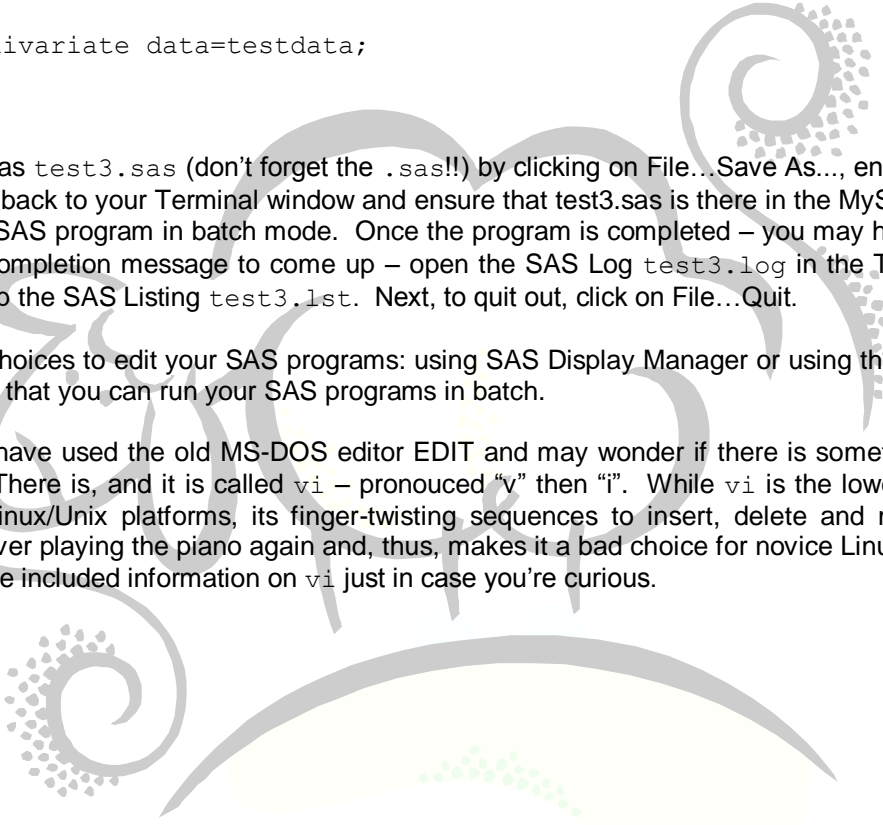 ivariate data=testdata;
as test3.sas (don't forget the .sas!!) by clicking on File…Save As..., en
back to your Terminal window and ensure that test3.sas is there in the MyS
SAS program in batch mode. Once the program is completed – you may h
ompletion message to come up – open the SAS Log test3.log in the T
o the SAS Listing test3.lst. Next, to quit out, click on File…Quit.
hoices to edit your SAS programs: using SAS Display Manager or using th
that you can run your SAS programs in batch.
have used the old MS-DOS editor EDIT and may wonder if there is somet
There is, and it is called vi – pronouced “v” then “i”. While vi is the lowe
inux/Unix platforms, its finger-twisting sequences to insert, delete and
ver playing the piano again and, thus, makes it a bad choice for novice Linu
e included information on vi just in case you're curious.